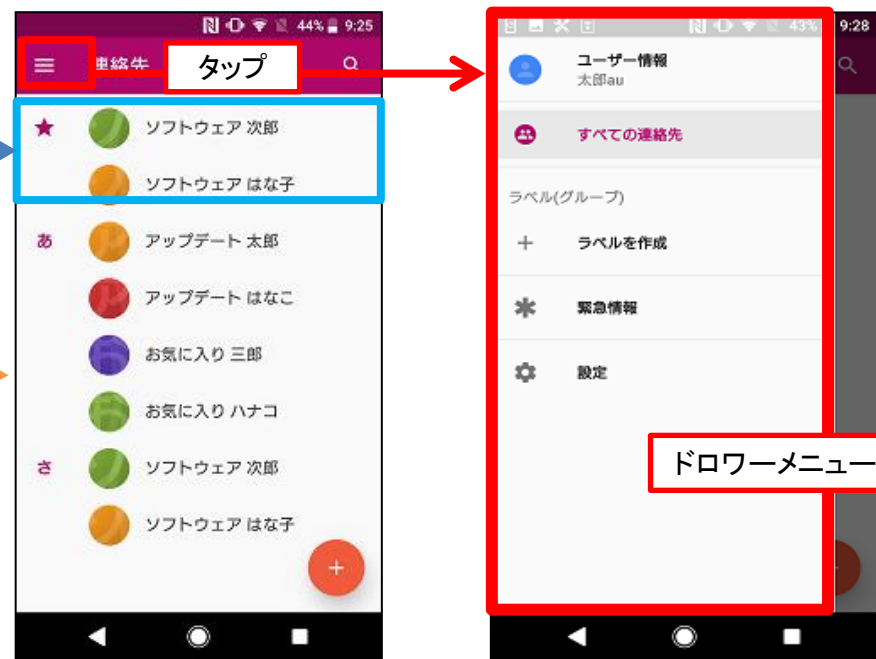 44% 9:25
連絡先
タップ
★ ソフトウェア 次郎
ソフトウェア はな子
あ アップデート 太郎
アップデート はなこ
お気に入り 三郎
お気に入り ハナコ
さ ソフトウェア 次郎
ソフトウェア はな子
+
43% 9:28
ユーザー情報
太郎au
すべての連絡先
ラベル(グループ)
+ ラベルを作成
緊急情報
設定
ドロワーメニュー